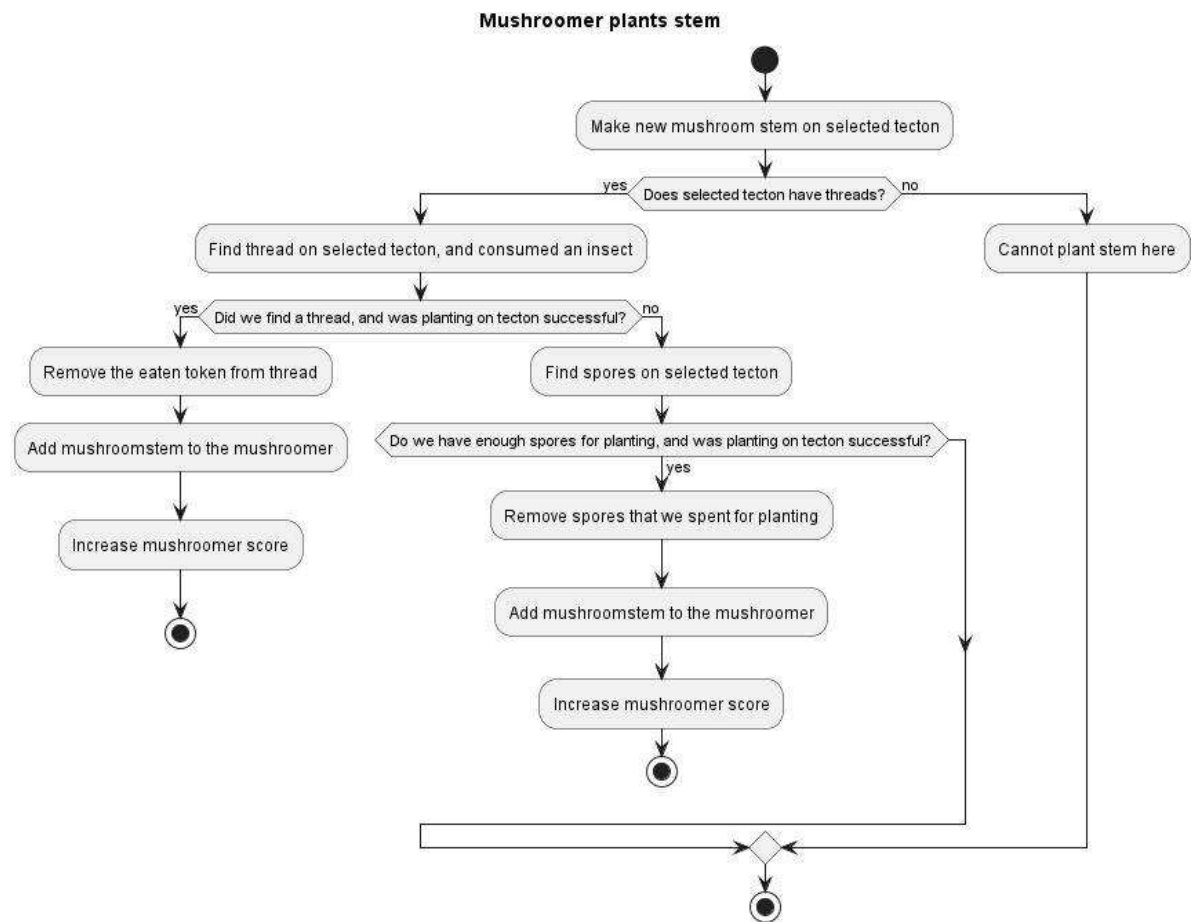 Mushroomer plants stem
Make new mushroom stem on selected tecton
yes
Does selected tecton have threads?
no
Find thread on selected tecton, and consumed an insect
Cannot plant stem here
yes
Did we find a thread, and was planting on tecton successful?
no
Remove the eaten token from thread
Find spores on selected tecton
Add mushroomstem to the mushroomer
Do we have enough spores for planting, and was planting on tecton successful?
yes
Remove spores that we spent for planting
Increase mushroomer score
Add mushroomstem to the mushroomer
Increase mushroomer score